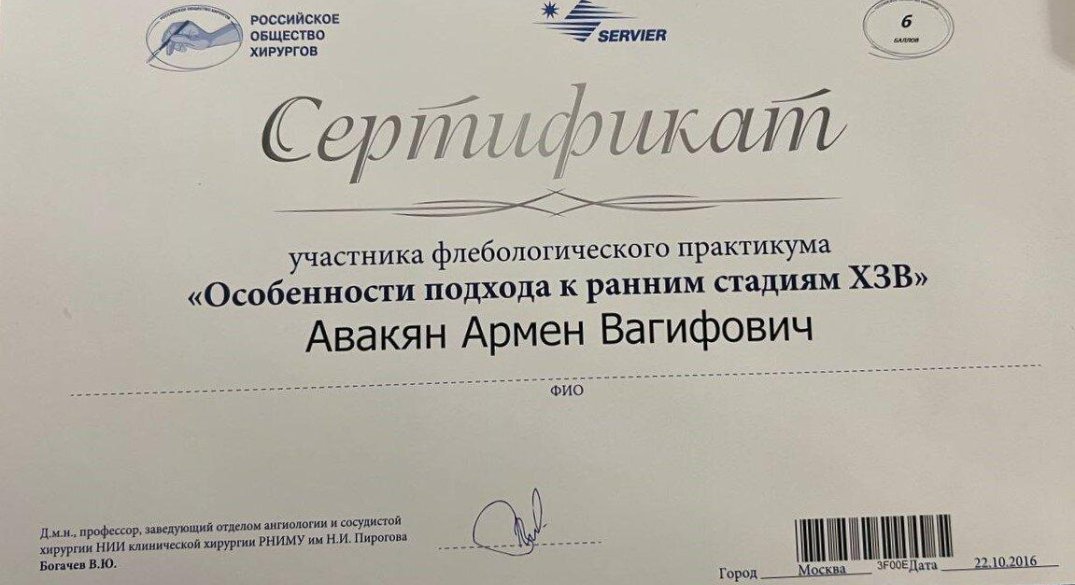 РОССИЙСКОЕ
ОБЩЕСТВО
ХИРУРГОВ
SERVIER
6
БАЛЛОВ
Сертификат
участника флебологического практикума
«Особенности подхода к ранним стадиям ХЗВ»
Авакян Армен Вагифович
ФИО
Д.м.н., профессор, заведующий отделом ангиологии и сосудистой
хирургии НИИ клинической хирургии РНИМУ им Н.И. Пирогова
Богачев В.Ю.
Город Москва 3F00E Дата 22.10.2016